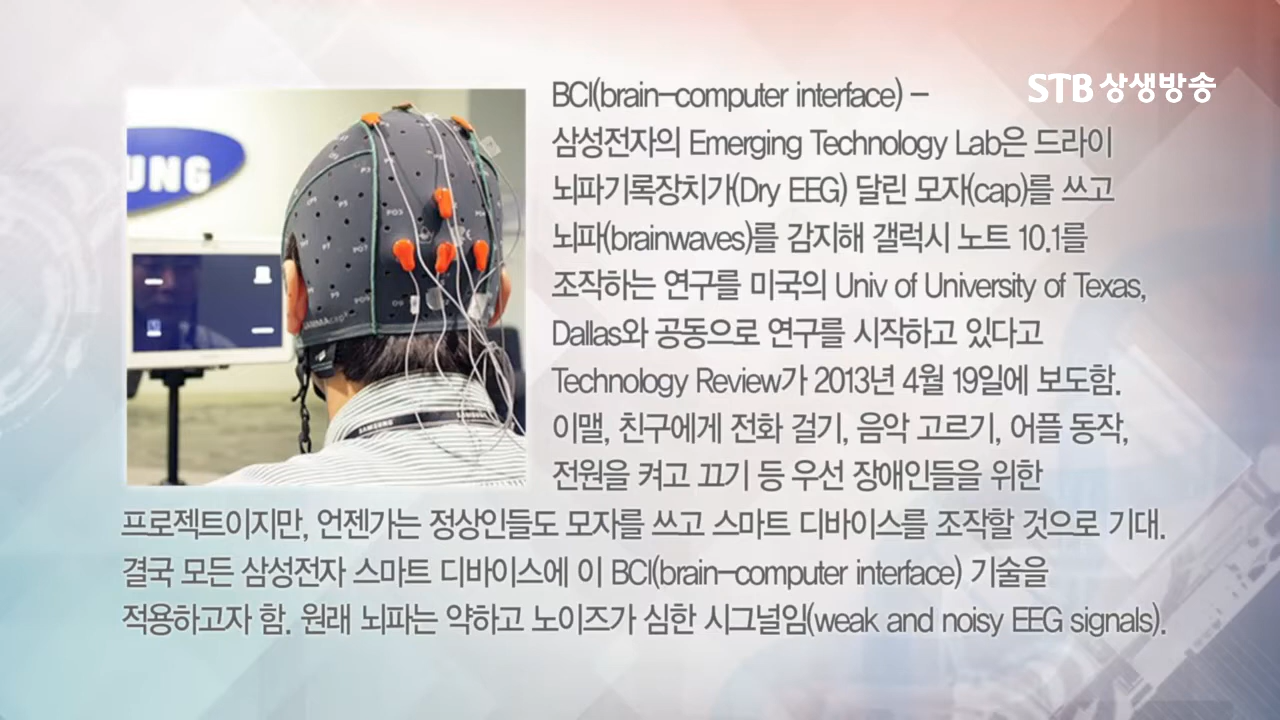 STB 상생방송
BCI(brain-computer interface) -
삼성전자의 Emerging Technology Lab은 드라이
뇌파기록장치가(Dry EEG) 달린 모자(cap)를 쓰고
뇌파(brainwaves)를 감지해 갤럭시 노트 10.1를
조작하는 연구를 미국의 Univ of University of Texas,
Dallas와 공동으로 연구를 시작하고 있다고
Technology Review가 2013년 4월 19일에 보도함.
이맬, 친구에게 전화 걸기, 음악 고르기, 어플 동작,
전원을 켜고 끄기 등 우선 장애인들을 위한
프로젝트이지만, 언젠가는 정상인들도 모자를 쓰고 스마트 디바이스를 조작할 것으로 기대.
결국 모든 삼성전자 스마트 디바이스에 이 BCI(brain-computer interface) 기술을
적용하고자 함. 원래 뇌파는 약하고 노이즈가 심한 시그널임(weak and noisy EEG signals).
UNG
PO3
SAMSUNG